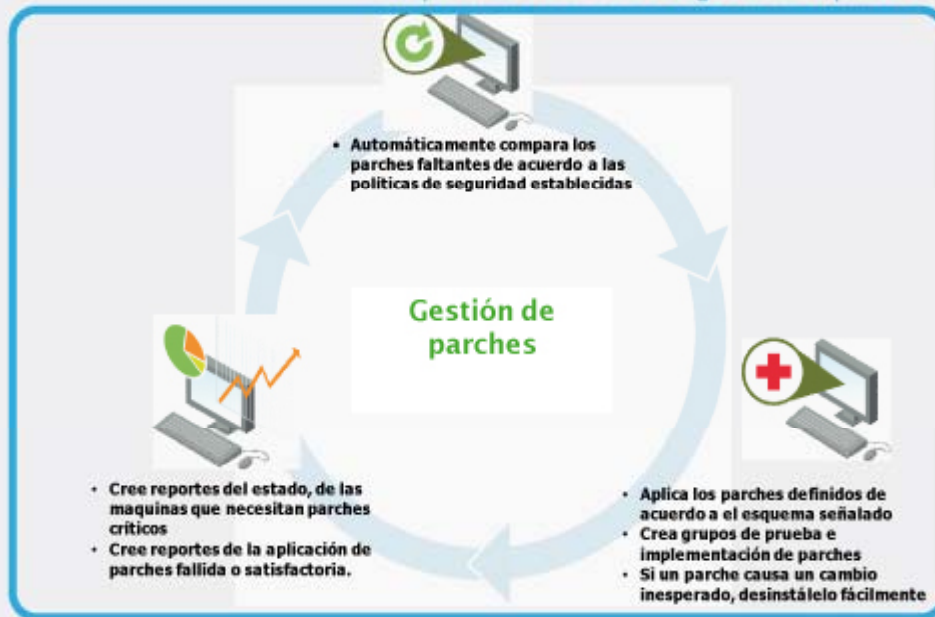 • Automáticamente compara los
parches faltantes de acuerdo a las
políticas de seguridad establecidas
Gestión de
parches
• Cree reportes del estado, de las
maquinas que necesitan parches
críticos
• Cree reportes de la aplicación de
parches fallida o satisfactoria.
• Aplica los parches definidos de
acuerdo a el esquema señalado
• Crea grupos de prueba e
implementación de parches
• Si un parche causa un cambio
inesperado, desinstálelo fácilmente